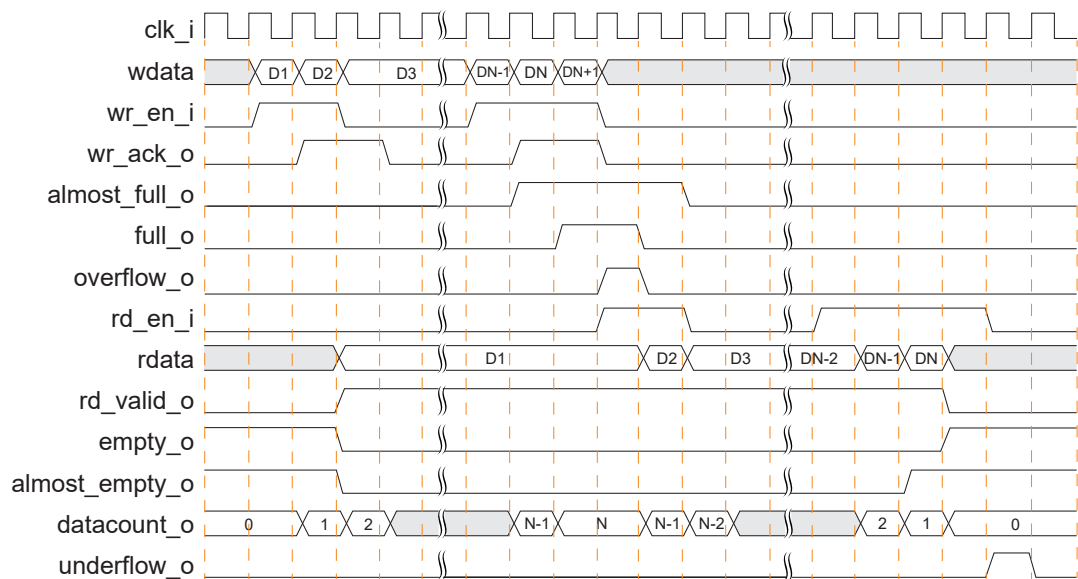 clk_i
wdata D1 D2 D3 DN-1 DN DN+1
wr_en_i
wr_ack_o
almost_full_o
full_o
overflow_o
rd_en_i
rdata D1 D2 D3 DN-2 DN-1 DN
rd_valid_o
empty_o
almost_empty_o
datacount_o 0 1 2 N-1 N N-1 N-2 2 1 0
underflow_o